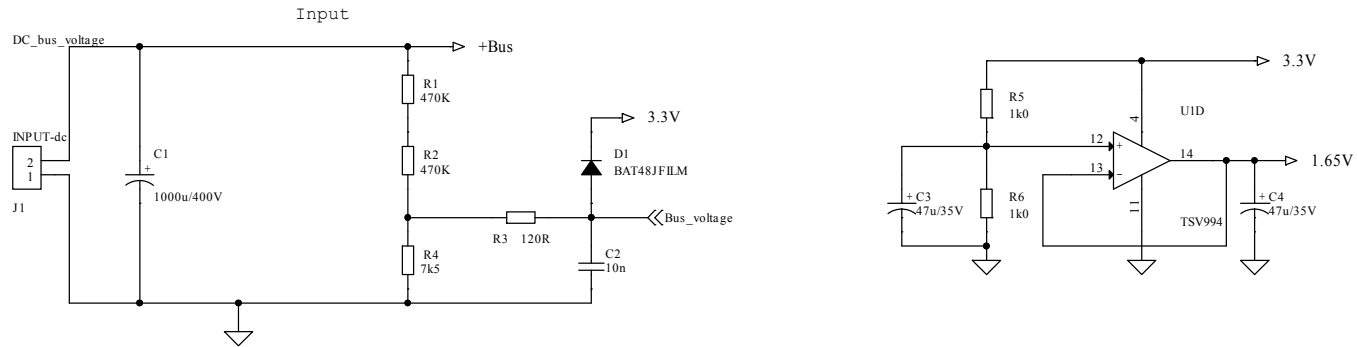 Input
DC_bus_voltage
+Bus
R1
470K
3.3V
INPUT-dc
2
1
J1
C1
+
1000u/400V
R2
470K
D1
BAT48JFILM
R3 120R
Bus_voltage
R4
7k5
C2
10n
3.3V
R5
1k0
4
U1D
12
+
14
1.65V
13
−
C3
+
47u/35V
R6
1k0
11
TSV994
C4
+
47u/35V